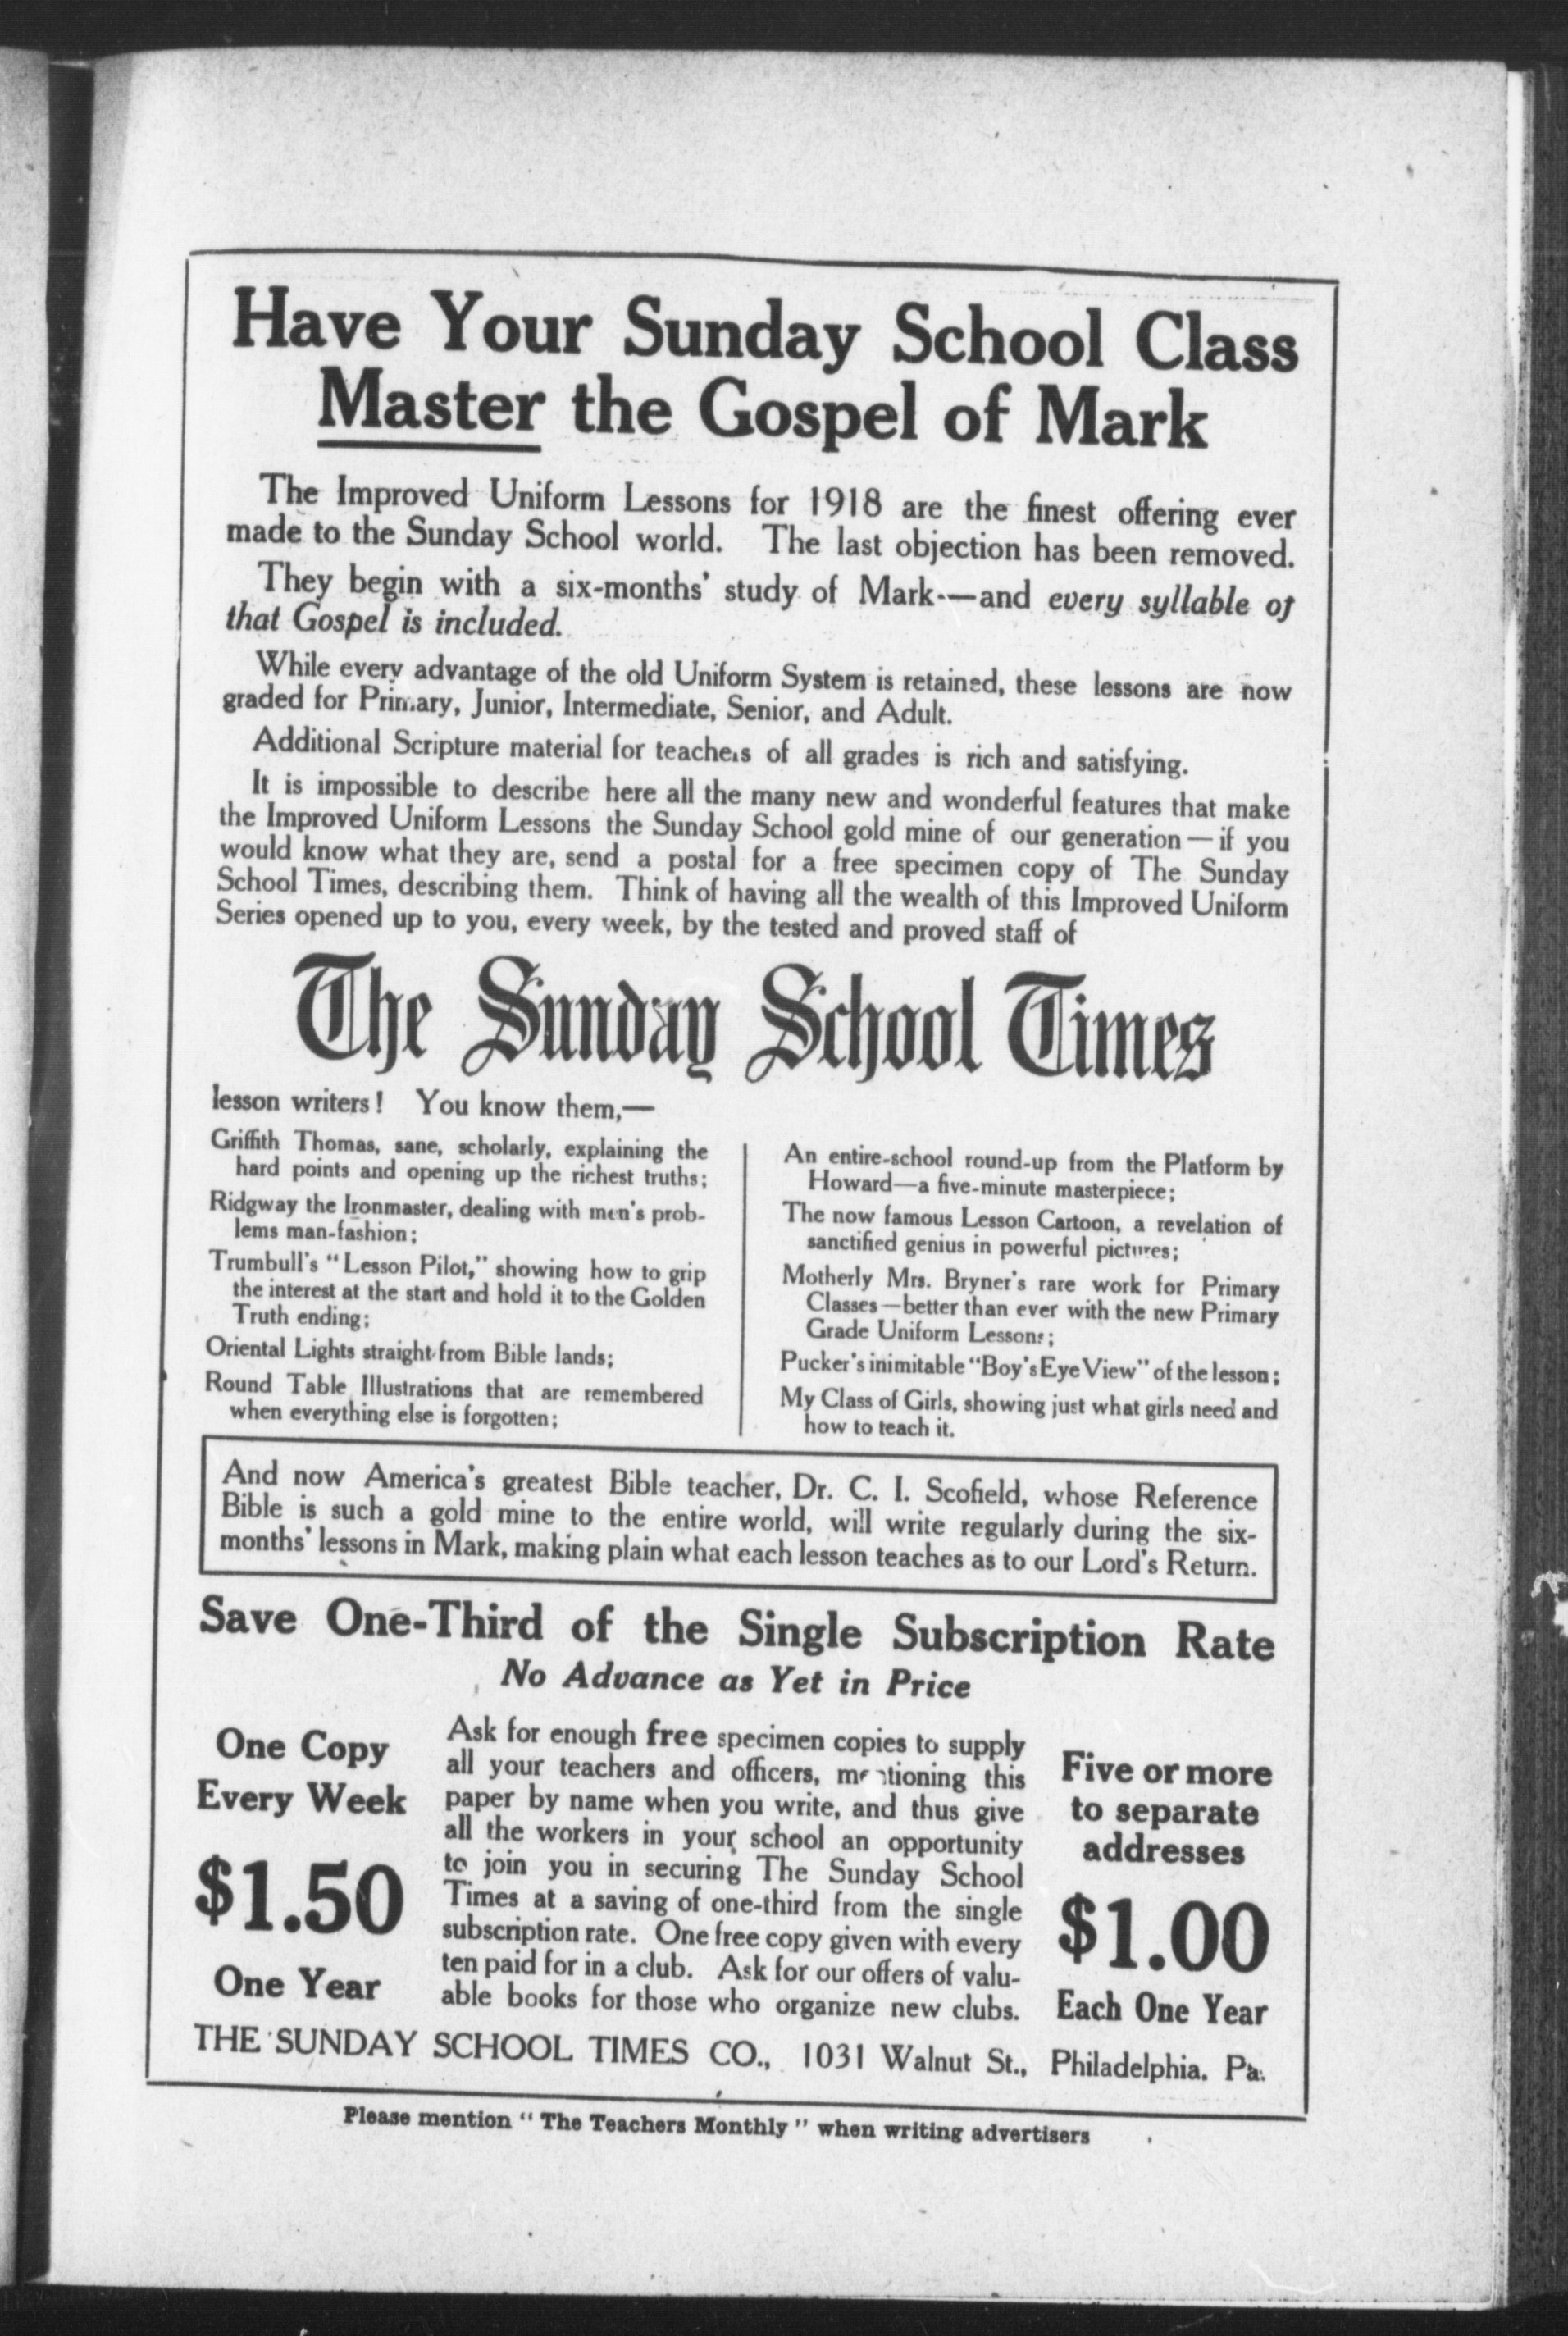 Have Your Sunday School Class
Master the Gospel of Mark
The Improved Uniform Lessons for 1918 are the finest offering ever
made to the Sunday School world. The last objection has been removed.
They begin with a six-months' study of Mark-—and every syllable of
that Gospel is included.
While every advantage of the old Uniform System is retained, these lessons are now
graded for Primary, Junior, Intermediate, Senior, and Adult.
Additional Scripture material for teachers of all grades is rich and satisfying.
It is impossible to describe here all the many new and wonderful features that make
the Improved Uniform Lessons the Sunday School gold mine of our generation — if you
would know what they are, send a postal for a free specimen copy of The Sunday
School Times, describing them. Think of having all the wealth of this Improved Uniform
Series opened up to you, every week, by the tested and proved staff of
The Sunday School Times
lesson writers! You know them,—
Griffith Thomas, sane, scholarly, explaining the
hard points and opening up the richest truths;
Ridgway the Ironmaster, dealing with men's prob-
lems man-fashion;
Trumbull's "Lesson Pilot," showing how to grip
the interest at the start and hold it to the Golden
Truth ending;
Oriental Lights straight from Bible lands;
Round Table Illustrations that are remembered
when everything else is forgotten;
An entire-school round-up from the Platform by
Howard—a five-minute masterpiece;
The now famous Lesson Cartoon, a revelation of
sanctified genius in powerful pictures;
Motherly Mrs. Bryner's rare work for Primary
Classes—better than ever with the new Primary
Grade Uniform Lessons;
Pucker's inimitable "Boy's Eye View" of the lesson;
My Class of Girls, showing just what girls need and
how to teach it.
And now America's greatest Bible teacher, Dr. C. I. Scofield, whose Reference
Bible is such a gold mine to the entire world, will write regularly during the six-
months' lessons in Mark, making plain what each lesson teaches as to our Lord's Return.
Save One-Third of the Single Subscription Rate
No Advance as Yet in Price
One Copy
Every Week
$1.50
One Year
Ask for enough free specimen copies to supply
all your teachers and officers, mentioning this
paper by name when you write, and thus give
all the workers in your school an opportunity
to join you in securing The Sunday School
Times at a saving of one-third from the single
subscription rate. One free copy given with every
ten paid for in a club. Ask for our offers of valu-
able books for those who organize new clubs.
Five or more
to separate
addresses
$1.00
Each One Year
THE SUNDAY SCHOOL TIMES CO., 1031 Walnut St., Philadelphia, Pa.
Please mention "The Teachers Monthly" when writing advertisers